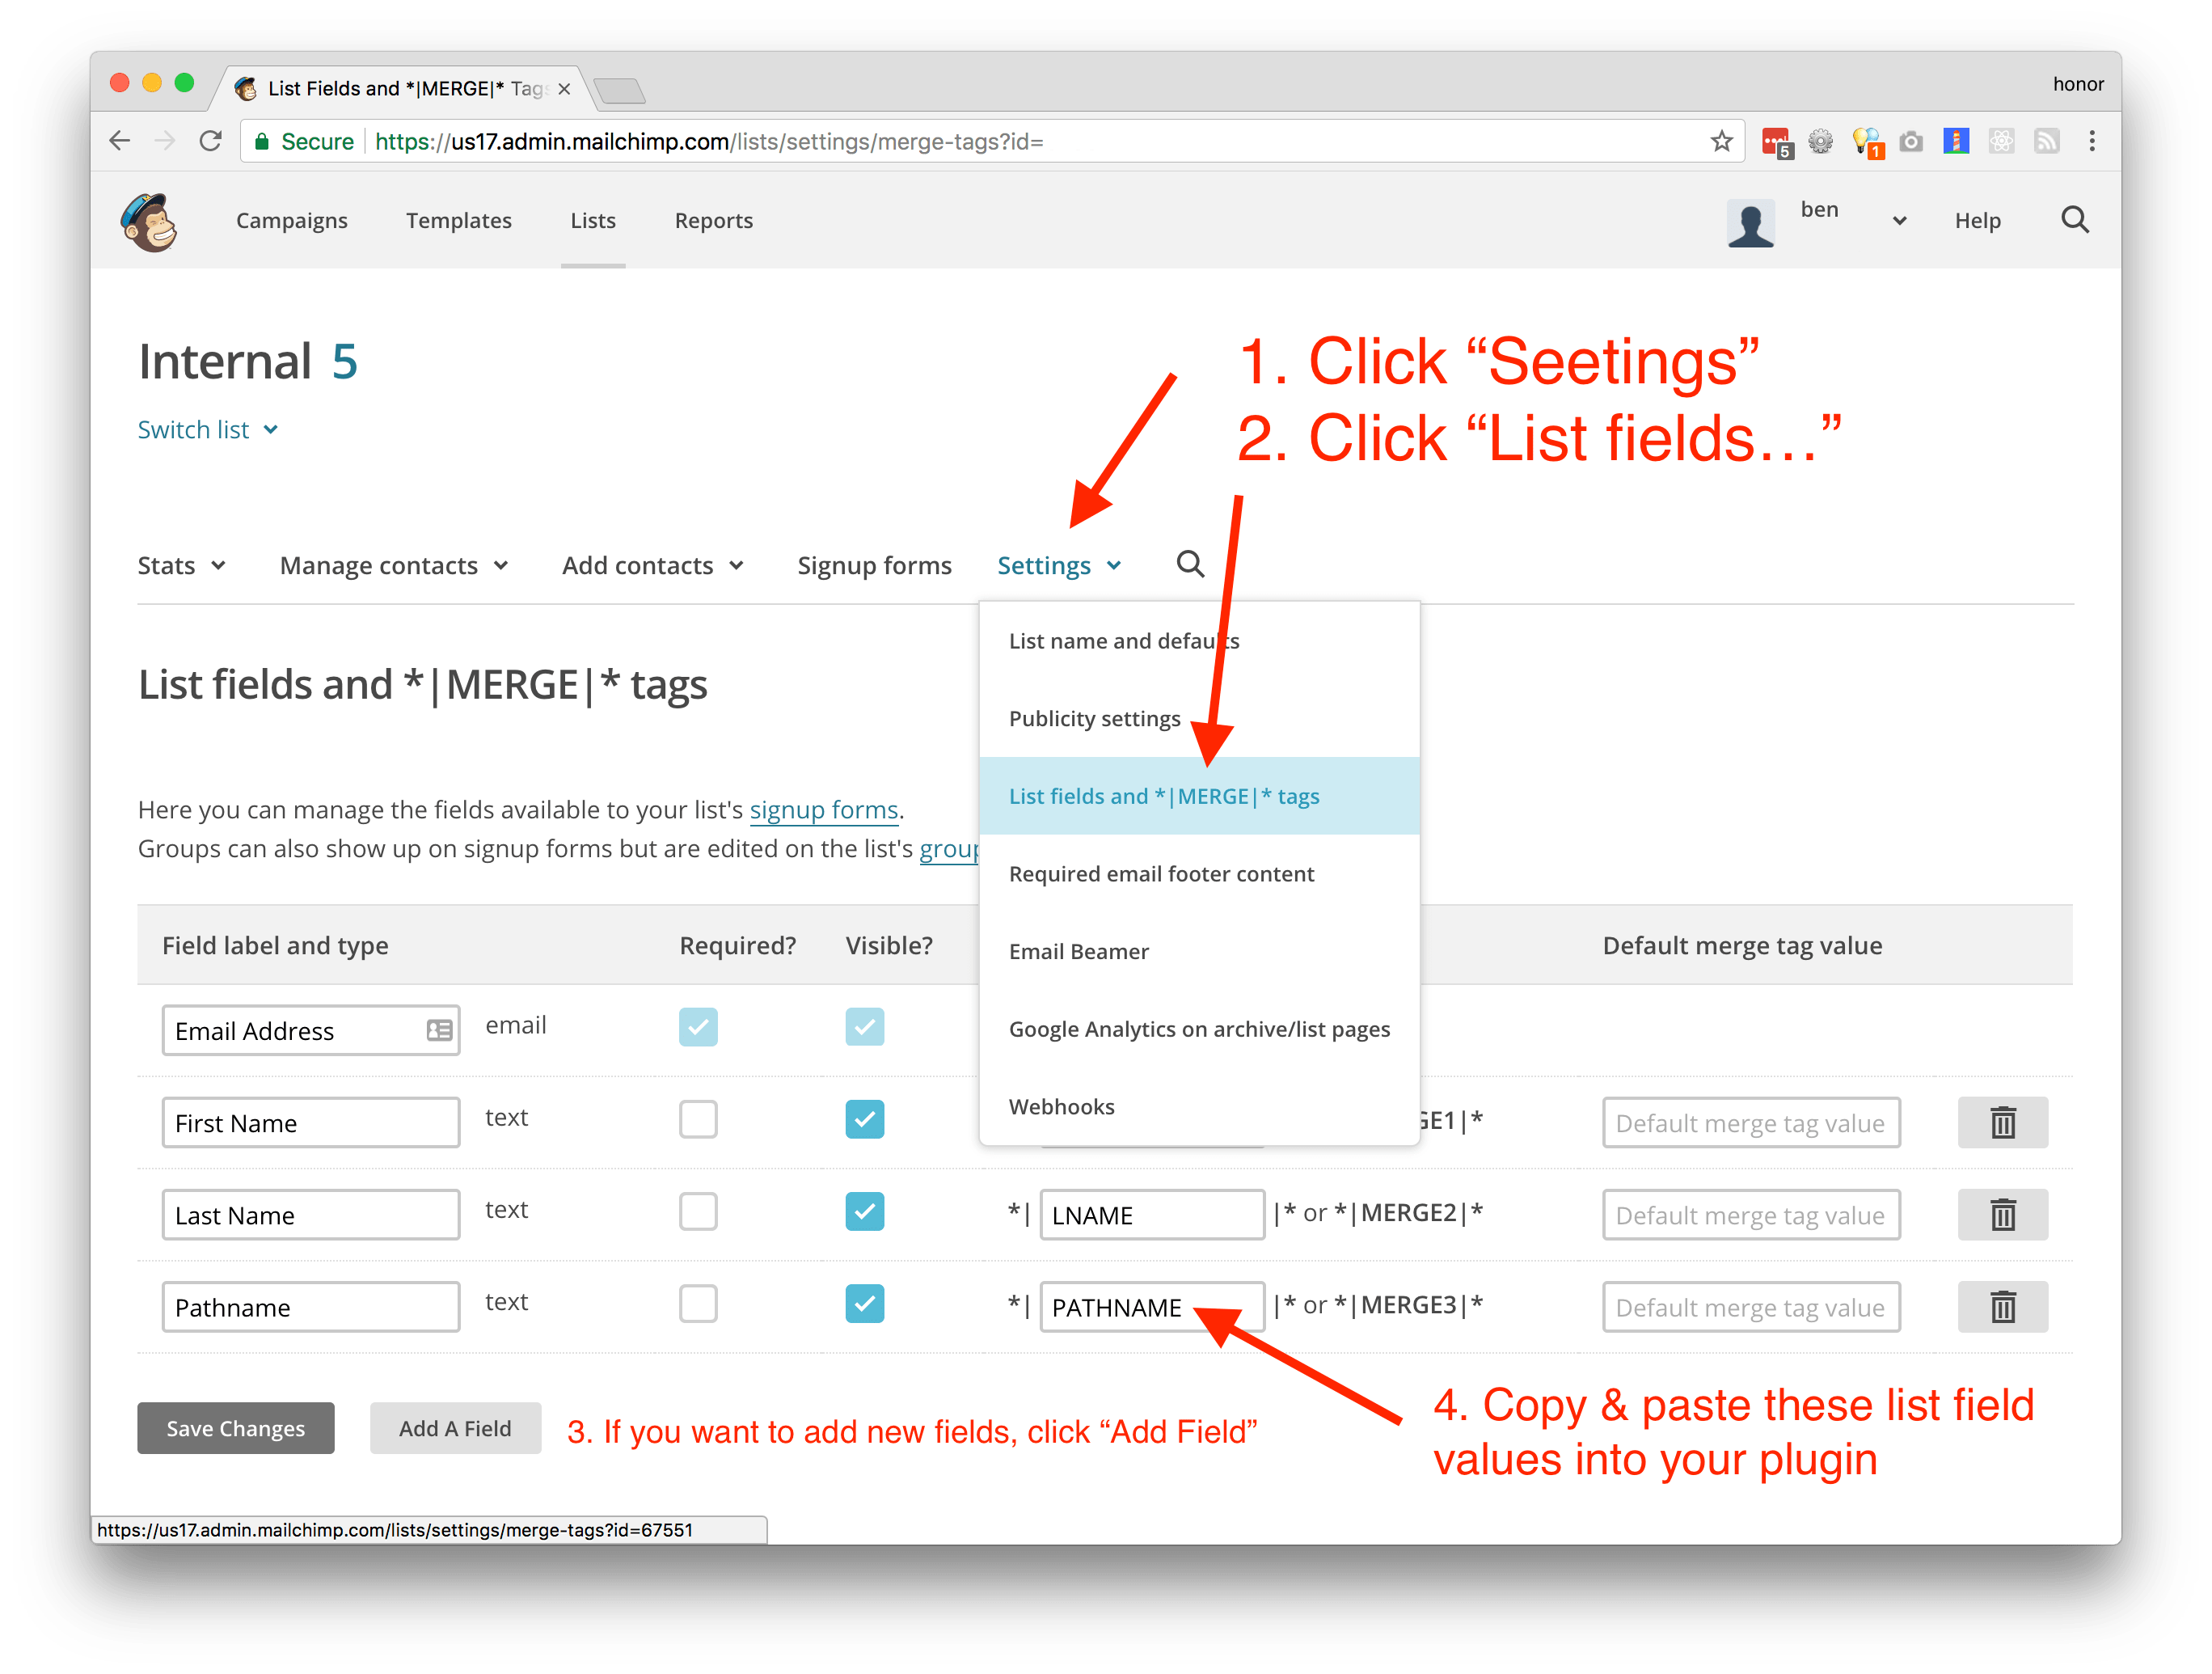 List Fields and *|MERGE|* Tags
honor
Secure https://us17.admin.mailchimp.com/lists/settings/merge-tags?id=
5
1
Campaigns Templates Lists Reports ben Help
Internal 5
1. Click “Seetings”
2. Click “List fields…”
Switch list
Stats Manage contacts Add contacts Signup forms Settings
List name and defaults
Publicity settings
List fields and *|MERGE|* tags
Required email footer content
Email Beamer
Google Analytics on archive/list pages
Webhooks
List fields and *|MERGE|* tags
Here you can manage the fields available to your list's signup forms.
Groups can also show up on signup forms but are edited on the list's
Field label and type Required? Visible? Default merge tag value
Email Address email
First Name text GE1|* Default merge tag value
Last Name text *| LNAME |* or *|MERGE2|* Default merge tag value
Pathname text *| PATHNAME |* or *|MERGE3|* Default merge tag value
Save Changes Add A Field 3. If you want to add new fields, click “Add Field”
4. Copy & paste these list field
values into your plugin
https://us17.admin.mailchimp.com/lists/settings/merge-tags?id=67551